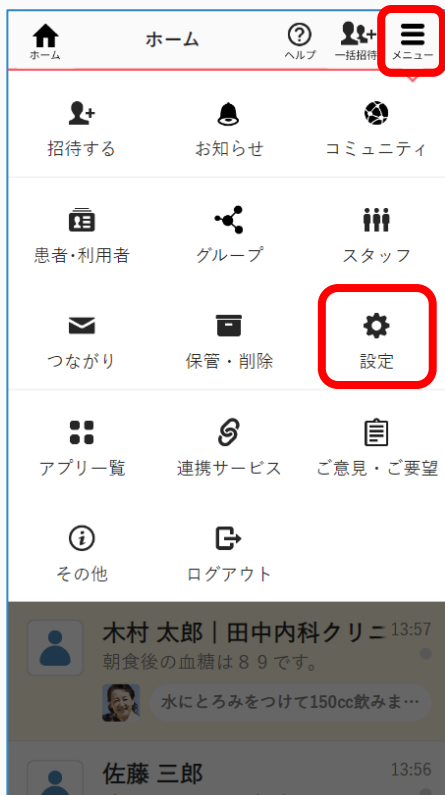 ホーム ホーム ヘルプ 一括招待 メニュー
招待する お知らせ コミュニティ
患者・利用者 グループ スタッフ
つながり 保管・削除 設定
アプリ一覧 連携サービス ご意見・ご要望
その他 ログアウト
木村 太郎｜田中内科クリニ 13:57
朝食後の血糖は８９です。
水にとろみをつけて150cc飲みま…
佐藤 三郎 13:56